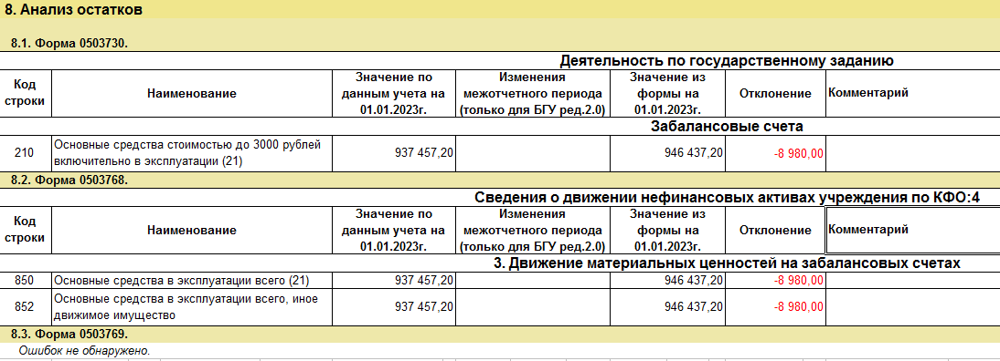 8. Анализ остатков
8.1. Форма 0503730.
Деятельность по государственному заданию
Код строки Наименование Значение по данным учета на 01.01.2023г. Изменения межотчетного периода (только для БГУ ред.2.0) Значение из формы на 01.01.2023г. Отклонение Комментарий
Забалансовые счета
210 Основные средства стоимостью до 3000 рублей включительно в эксплуатации (21) 937 457,20 946 437,20 -8 980,00
8.2. Форма 0503768.
Сведения о движении нефинансовых активах учреждения по КФО:4
Код строки Наименование Значение по данным учета на 01.01.2023г. Изменения межотчетного периода (только для БГУ ред.2.0) Значение из формы на 01.01.2023г. Отклонение Комментарий
3. Движение материальных ценностей на забалансовых счетах
850 Основные средства в эксплуатации всего (21) 937 457,20 946 437,20 -8 980,00
852 Основные средства в эксплуатации всего, иное движимое имущество 937 457,20 946 437,20 -8 980,00
8.3. Форма 0503769.
Ошибок не обнаружено.